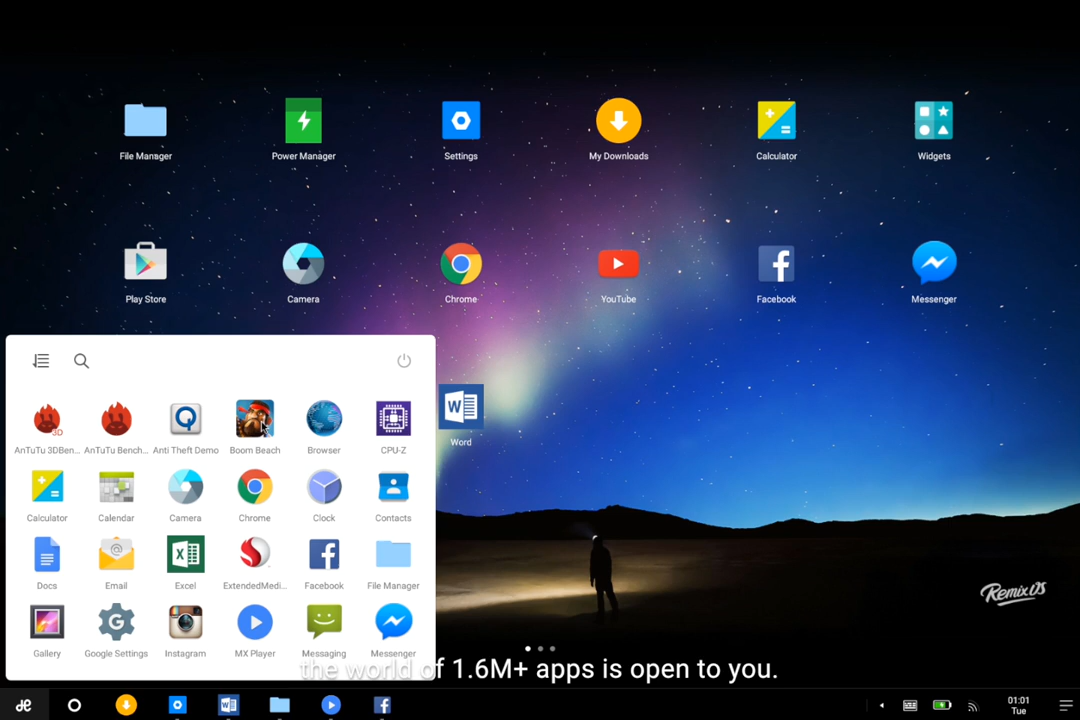 File Manager
Power Manager
Settings
My Downloads
Calculator
Widgets
Play Store
Camera
Chrome
YouTube
Facebook
Messenger
Word
AnTuTu 3DBen...
AnTuTu Bench...
Anti Theft Demo
Boom Beach
Browser
CPU-Z
Calculator
Calendar
Camera
Chrome
Clock
Contacts
Docs
Email
Excel
ExtendedMedi...
Facebook
File Manager
Gallery
Google Settings
Instagram
MX Player
Messaging
Messenger
RemixOS
the world of 1.6M+ apps is open to you.
01:01
Tue